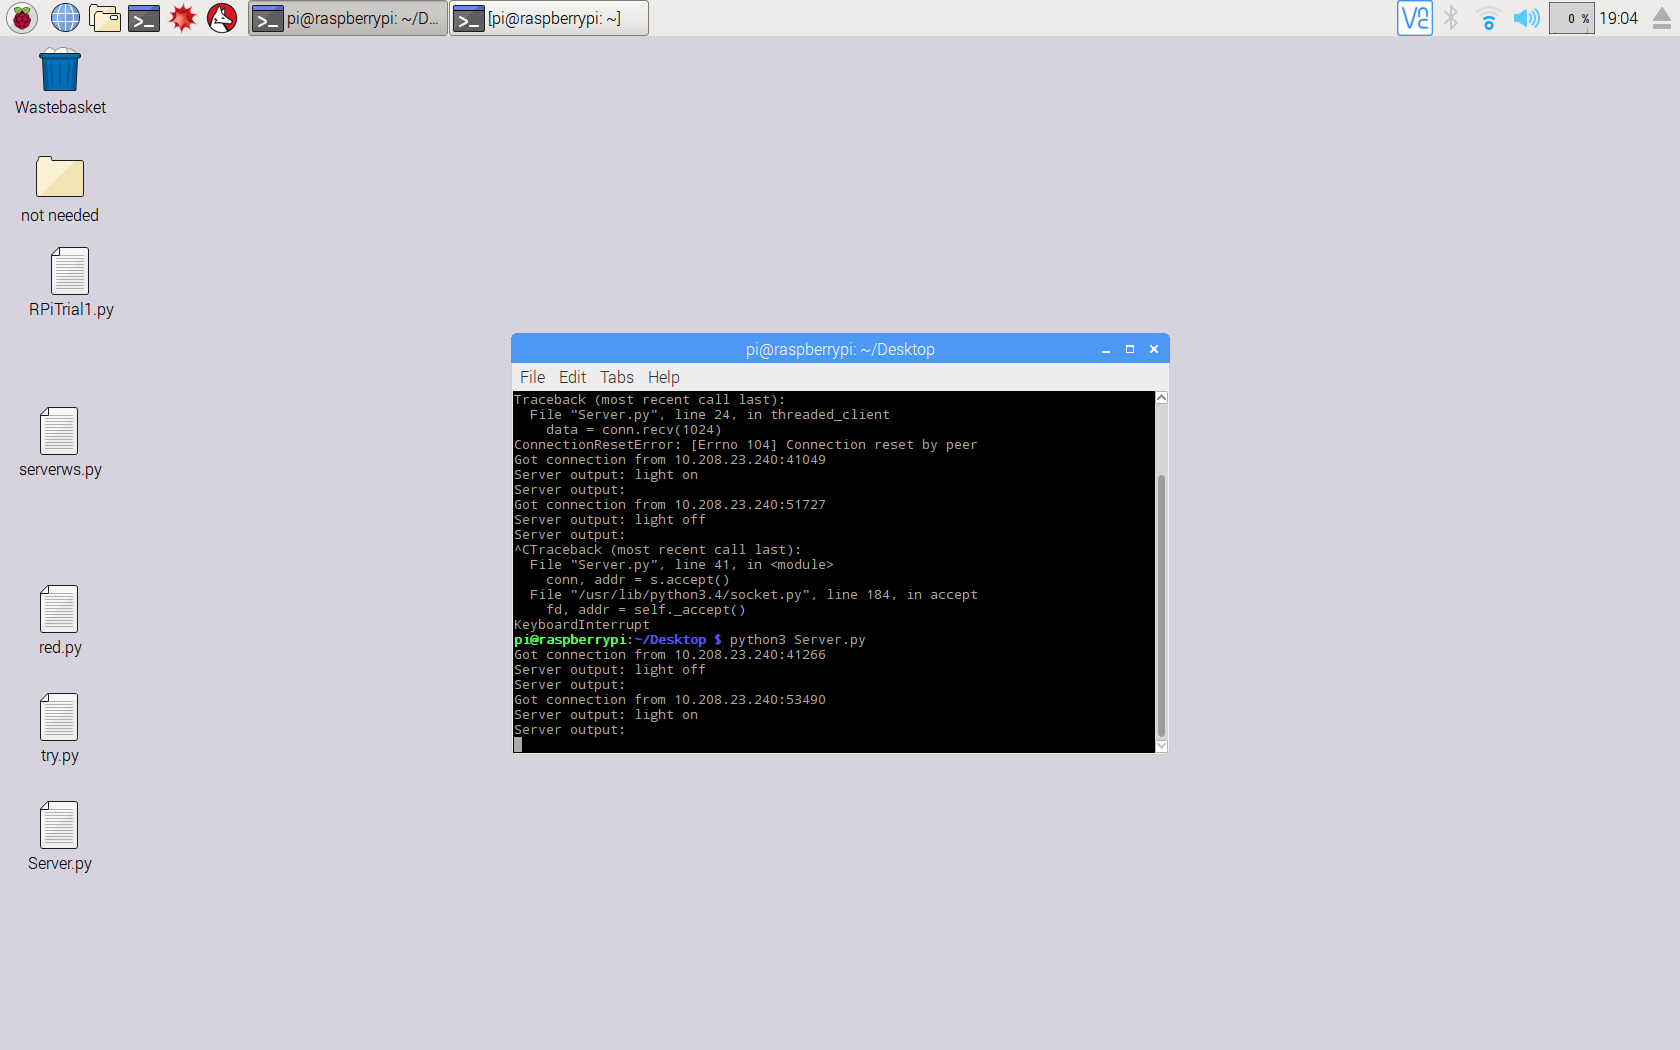 pi@raspberrypi: ~/D...
[pi@raspberrypi: ~]
0 %
19:04
Wastebasket
not needed
RPiTrial1.py
serverws.py
red.py
try.py
Server.py
pi@raspberrypi: ~/Desktop
File Edit Tabs Help
Traceback (most recent call last):
  File "Server.py", line 24, in threaded_client
    data = conn.recv(1024)
ConnectionResetError: [Errno 104] Connection reset by peer
Got connection from 10.208.23.240:41049
Server output: light on
Server output:
Got connection from 10.208.23.240:51727
Server output: light off
Server output:
^CTraceback (most recent call last):
  File "Server.py", line 41, in <module>
    conn, addr = s.accept()
  File "/usr/lib/python3.4/socket.py", line 184, in accept
    fd, addr = self._accept()
KeyboardInterrupt
pi@raspberrypi:~/Desktop $ python3 Server.py
Got connection from 10.208.23.240:41266
Server output: light off
Server output:
Got connection from 10.208.23.240:53490
Server output: light on
Server output: